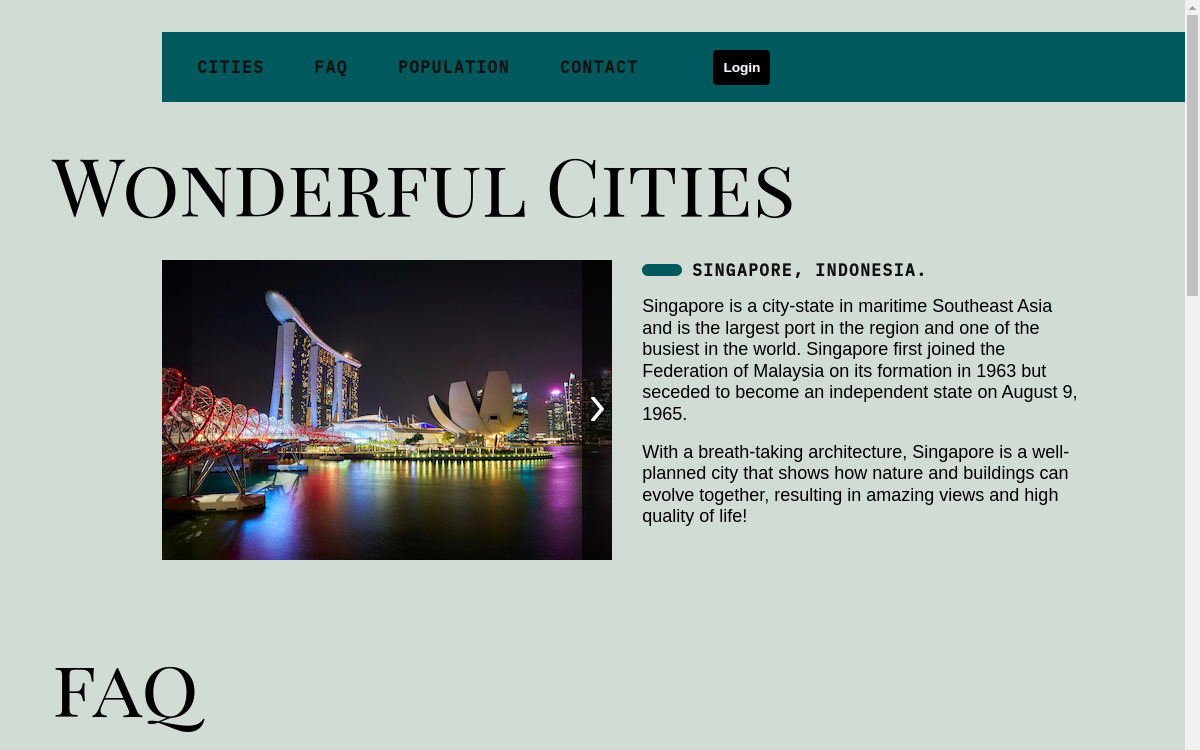 CITIES FAQ POPULATION CONTACT Login
Wonderful Cities
SINGAPORE, INDONESIA.
Singapore is a city-state in maritime Southeast Asia
and is the largest port in the region and one of the
busiest in the world. Singapore first joined the
Federation of Malaysia on its formation in 1963 but
seceded to become an independent state on August 9,
1965.
With a breath-taking architecture, Singapore is a well-
planned city that shows how nature and buildings can
evolve together, resulting in amazing views and high
quality of life!
FAQ